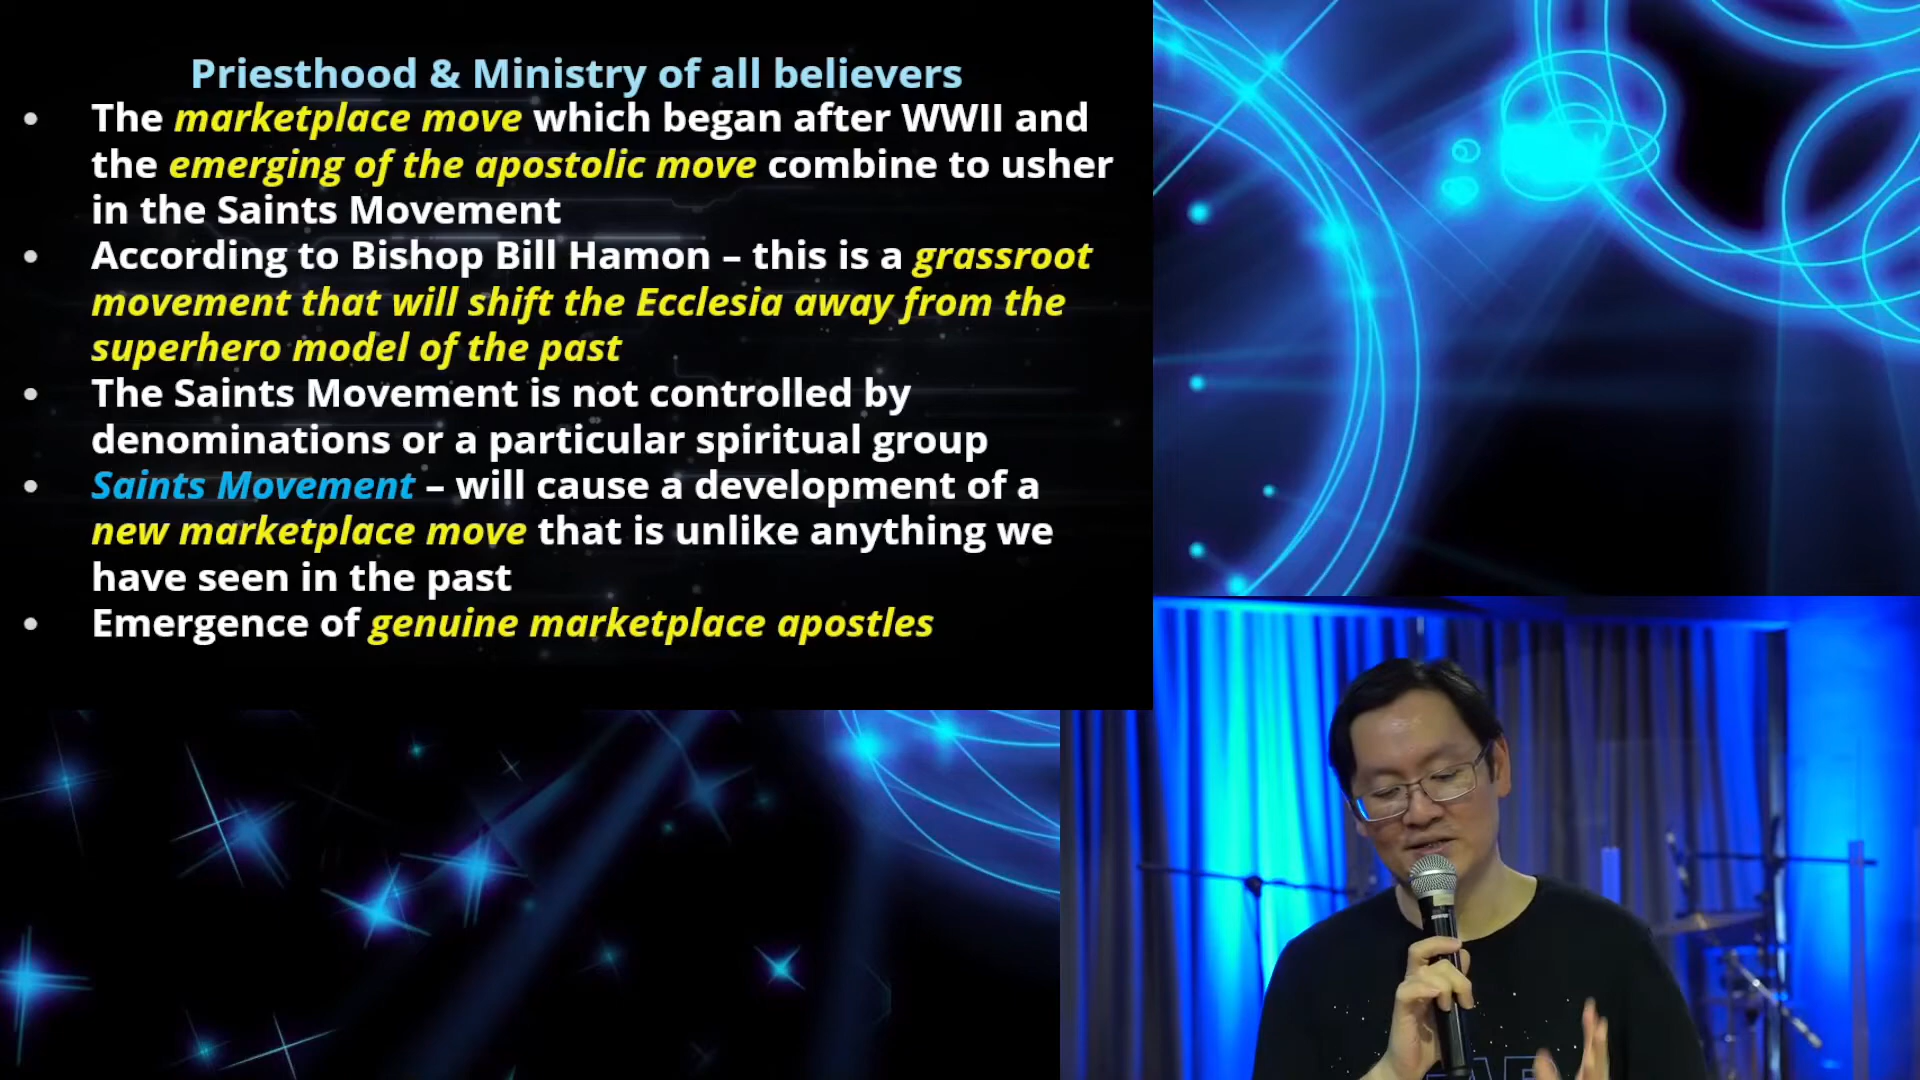 Priesthood & Ministry of all believers
• The marketplace move which began after WWII and
the emerging of the apostolic move combine to usher
in the Saints Movement
• According to Bishop Bill Hamon – this is a grassroot
movement that will shift the Ecclesia away from the
superhero model of the past
• The Saints Movement is not controlled by
denominations or a particular spiritual group
• Saints Movement – will cause a development of a
new marketplace move that is unlike anything we
have seen in the past
• Emergence of genuine marketplace apostles